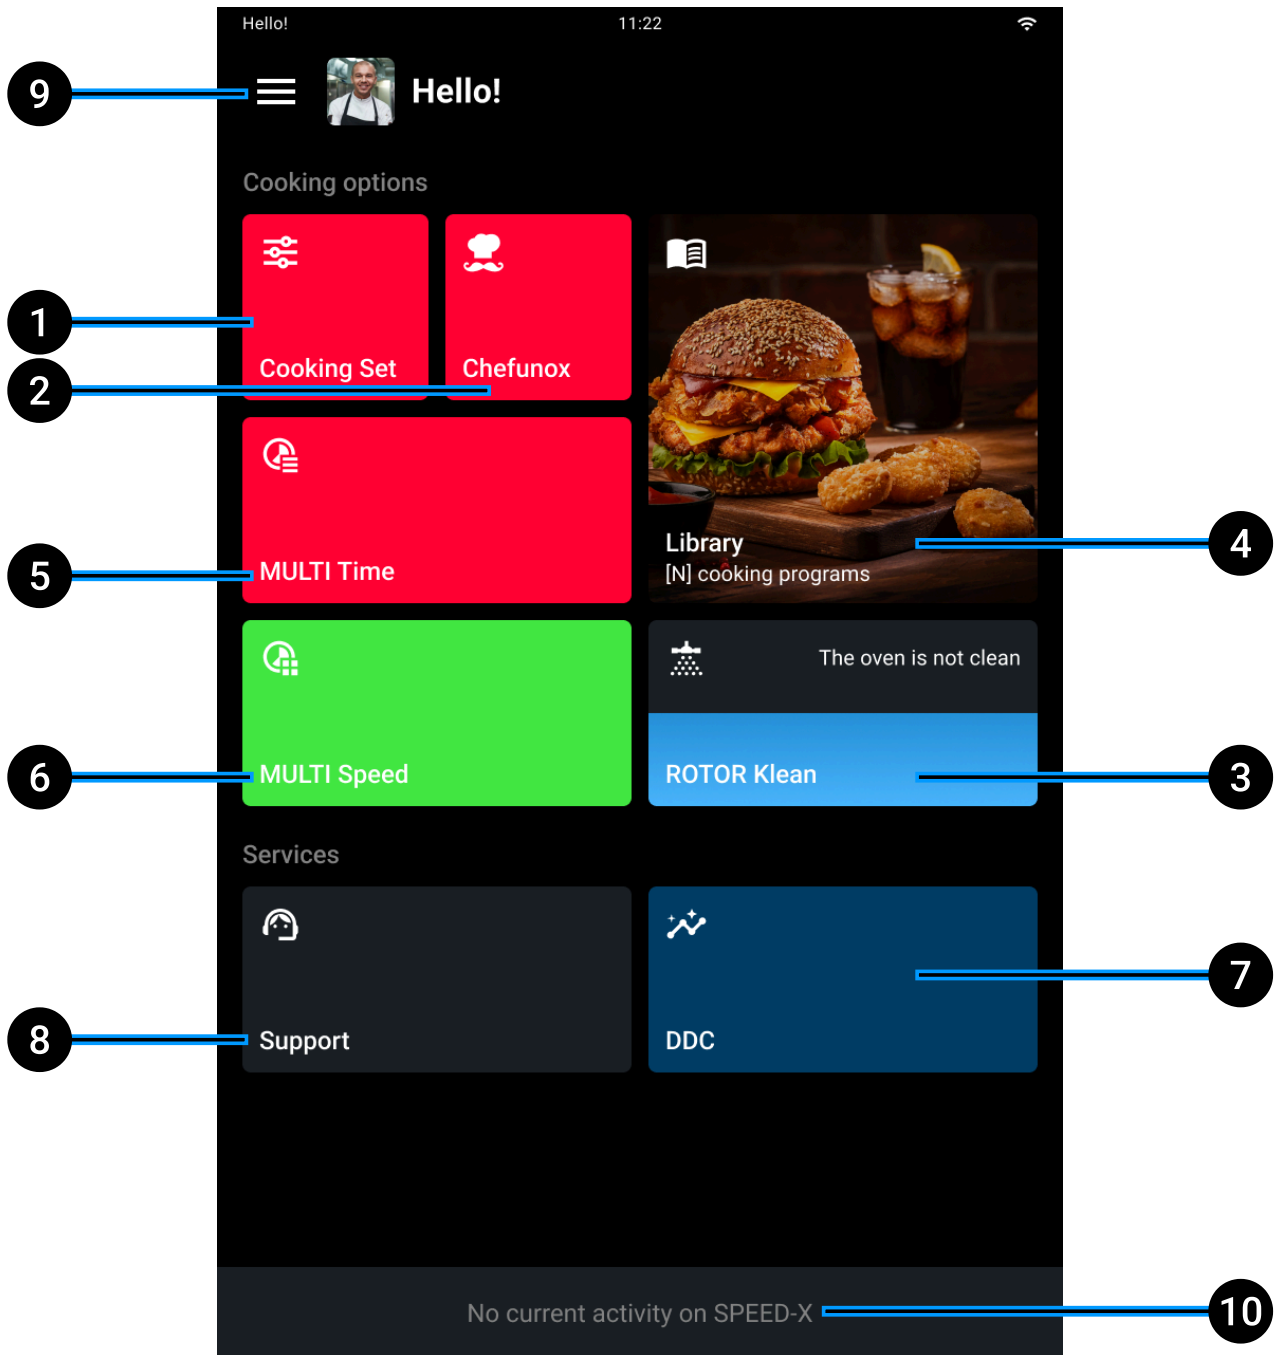 Hello! 11:22
9 Hello!
Cooking options
1
Cooking Set Chefunox
2
5 MULTI Time
Library 4
[N] cooking programs
The oven is not clean
6 MULTI Speed
ROTOR Klean 3
Services
7
8 Support
DDC
No current activity on SPEED-X 10